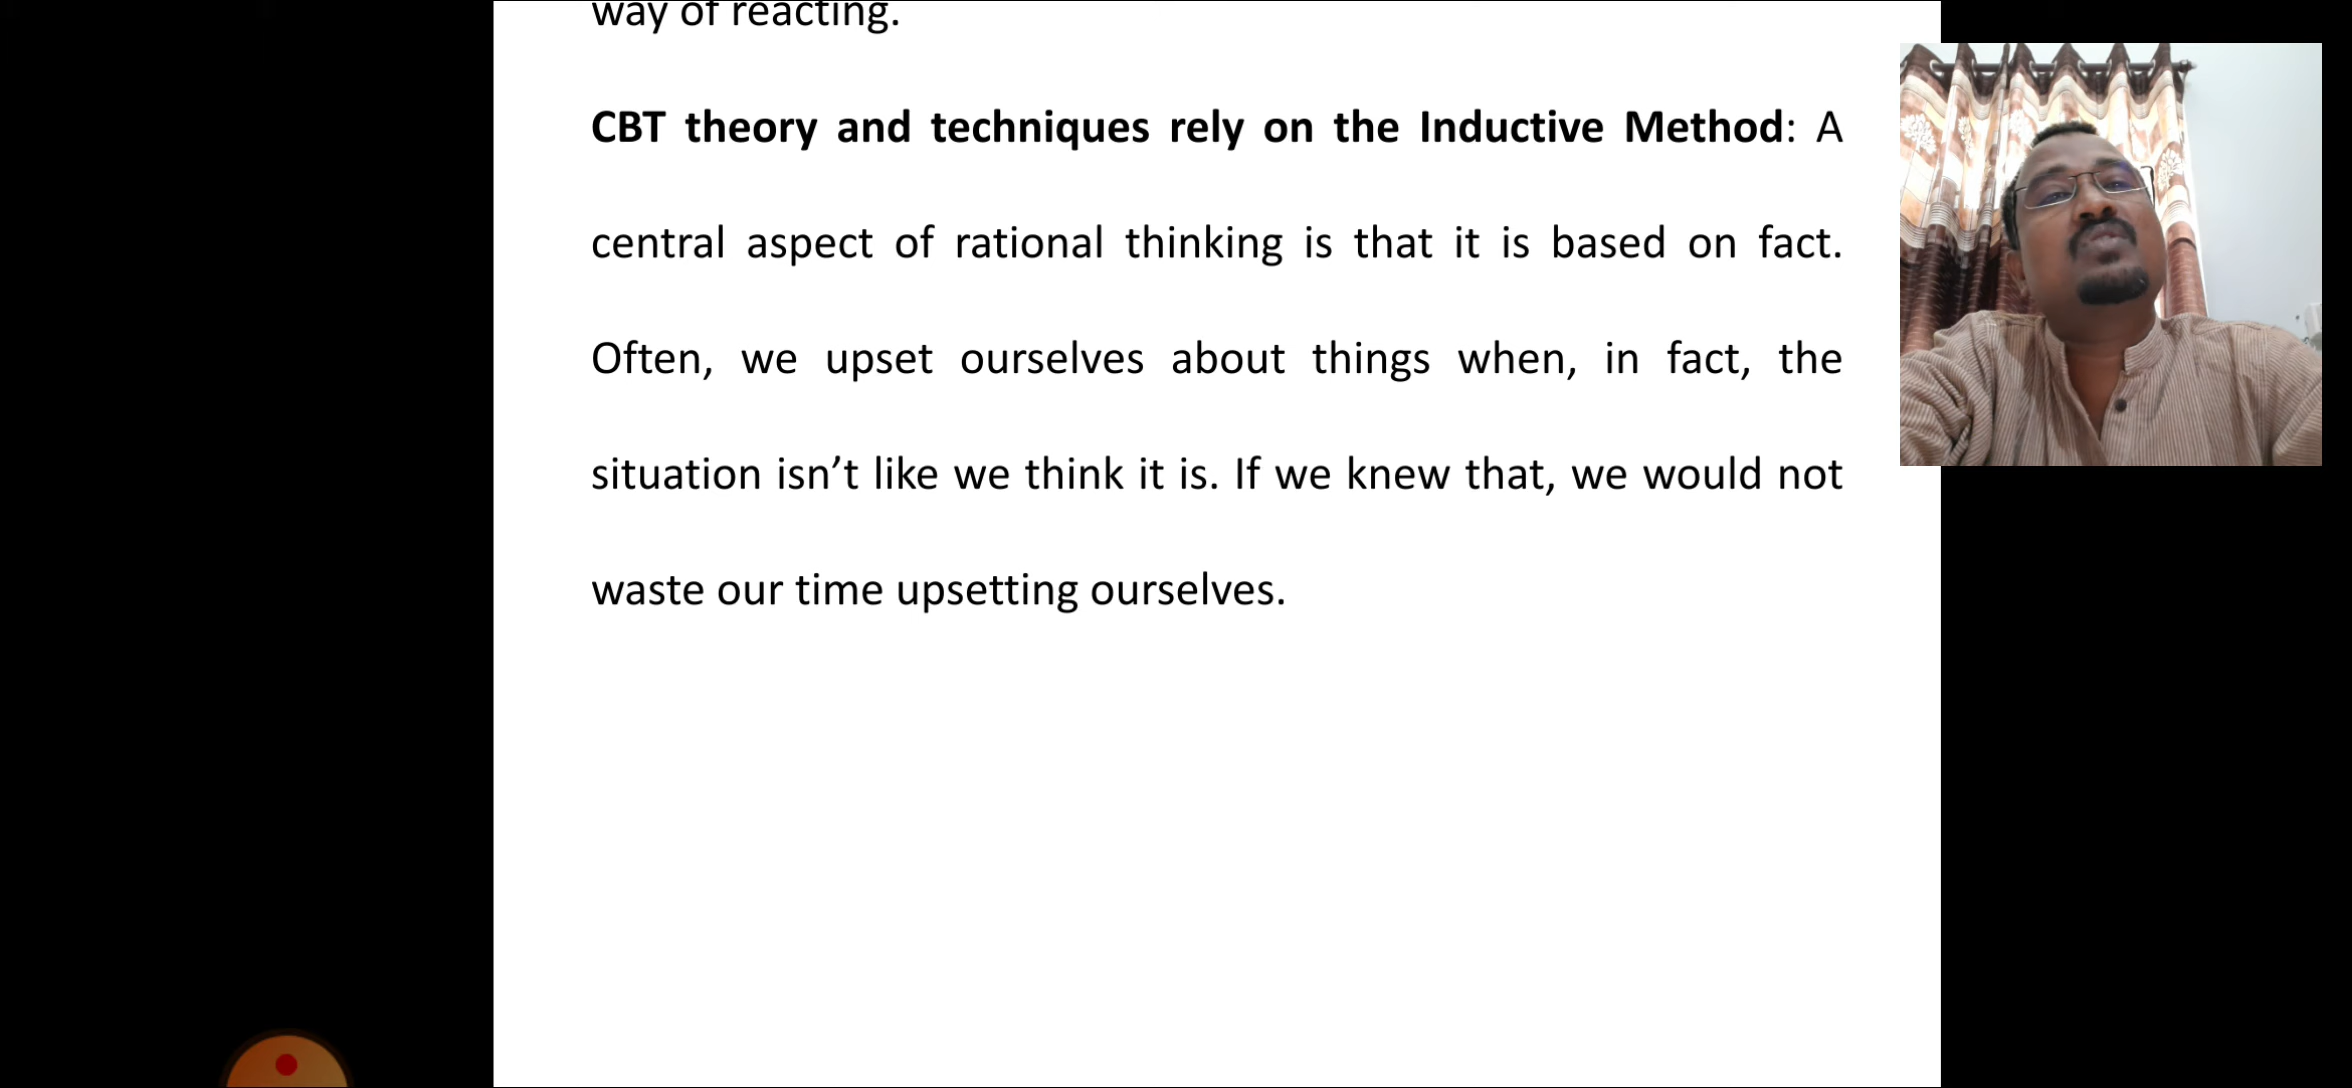 way of reacting.
CBT theory and techniques rely on the Inductive Method: A
central aspect of rational thinking is that it is based on fact.
Often, we upset ourselves about things when, in fact, the
situation isn’t like we think it is. If we knew that, we would not
waste our time upsetting ourselves.